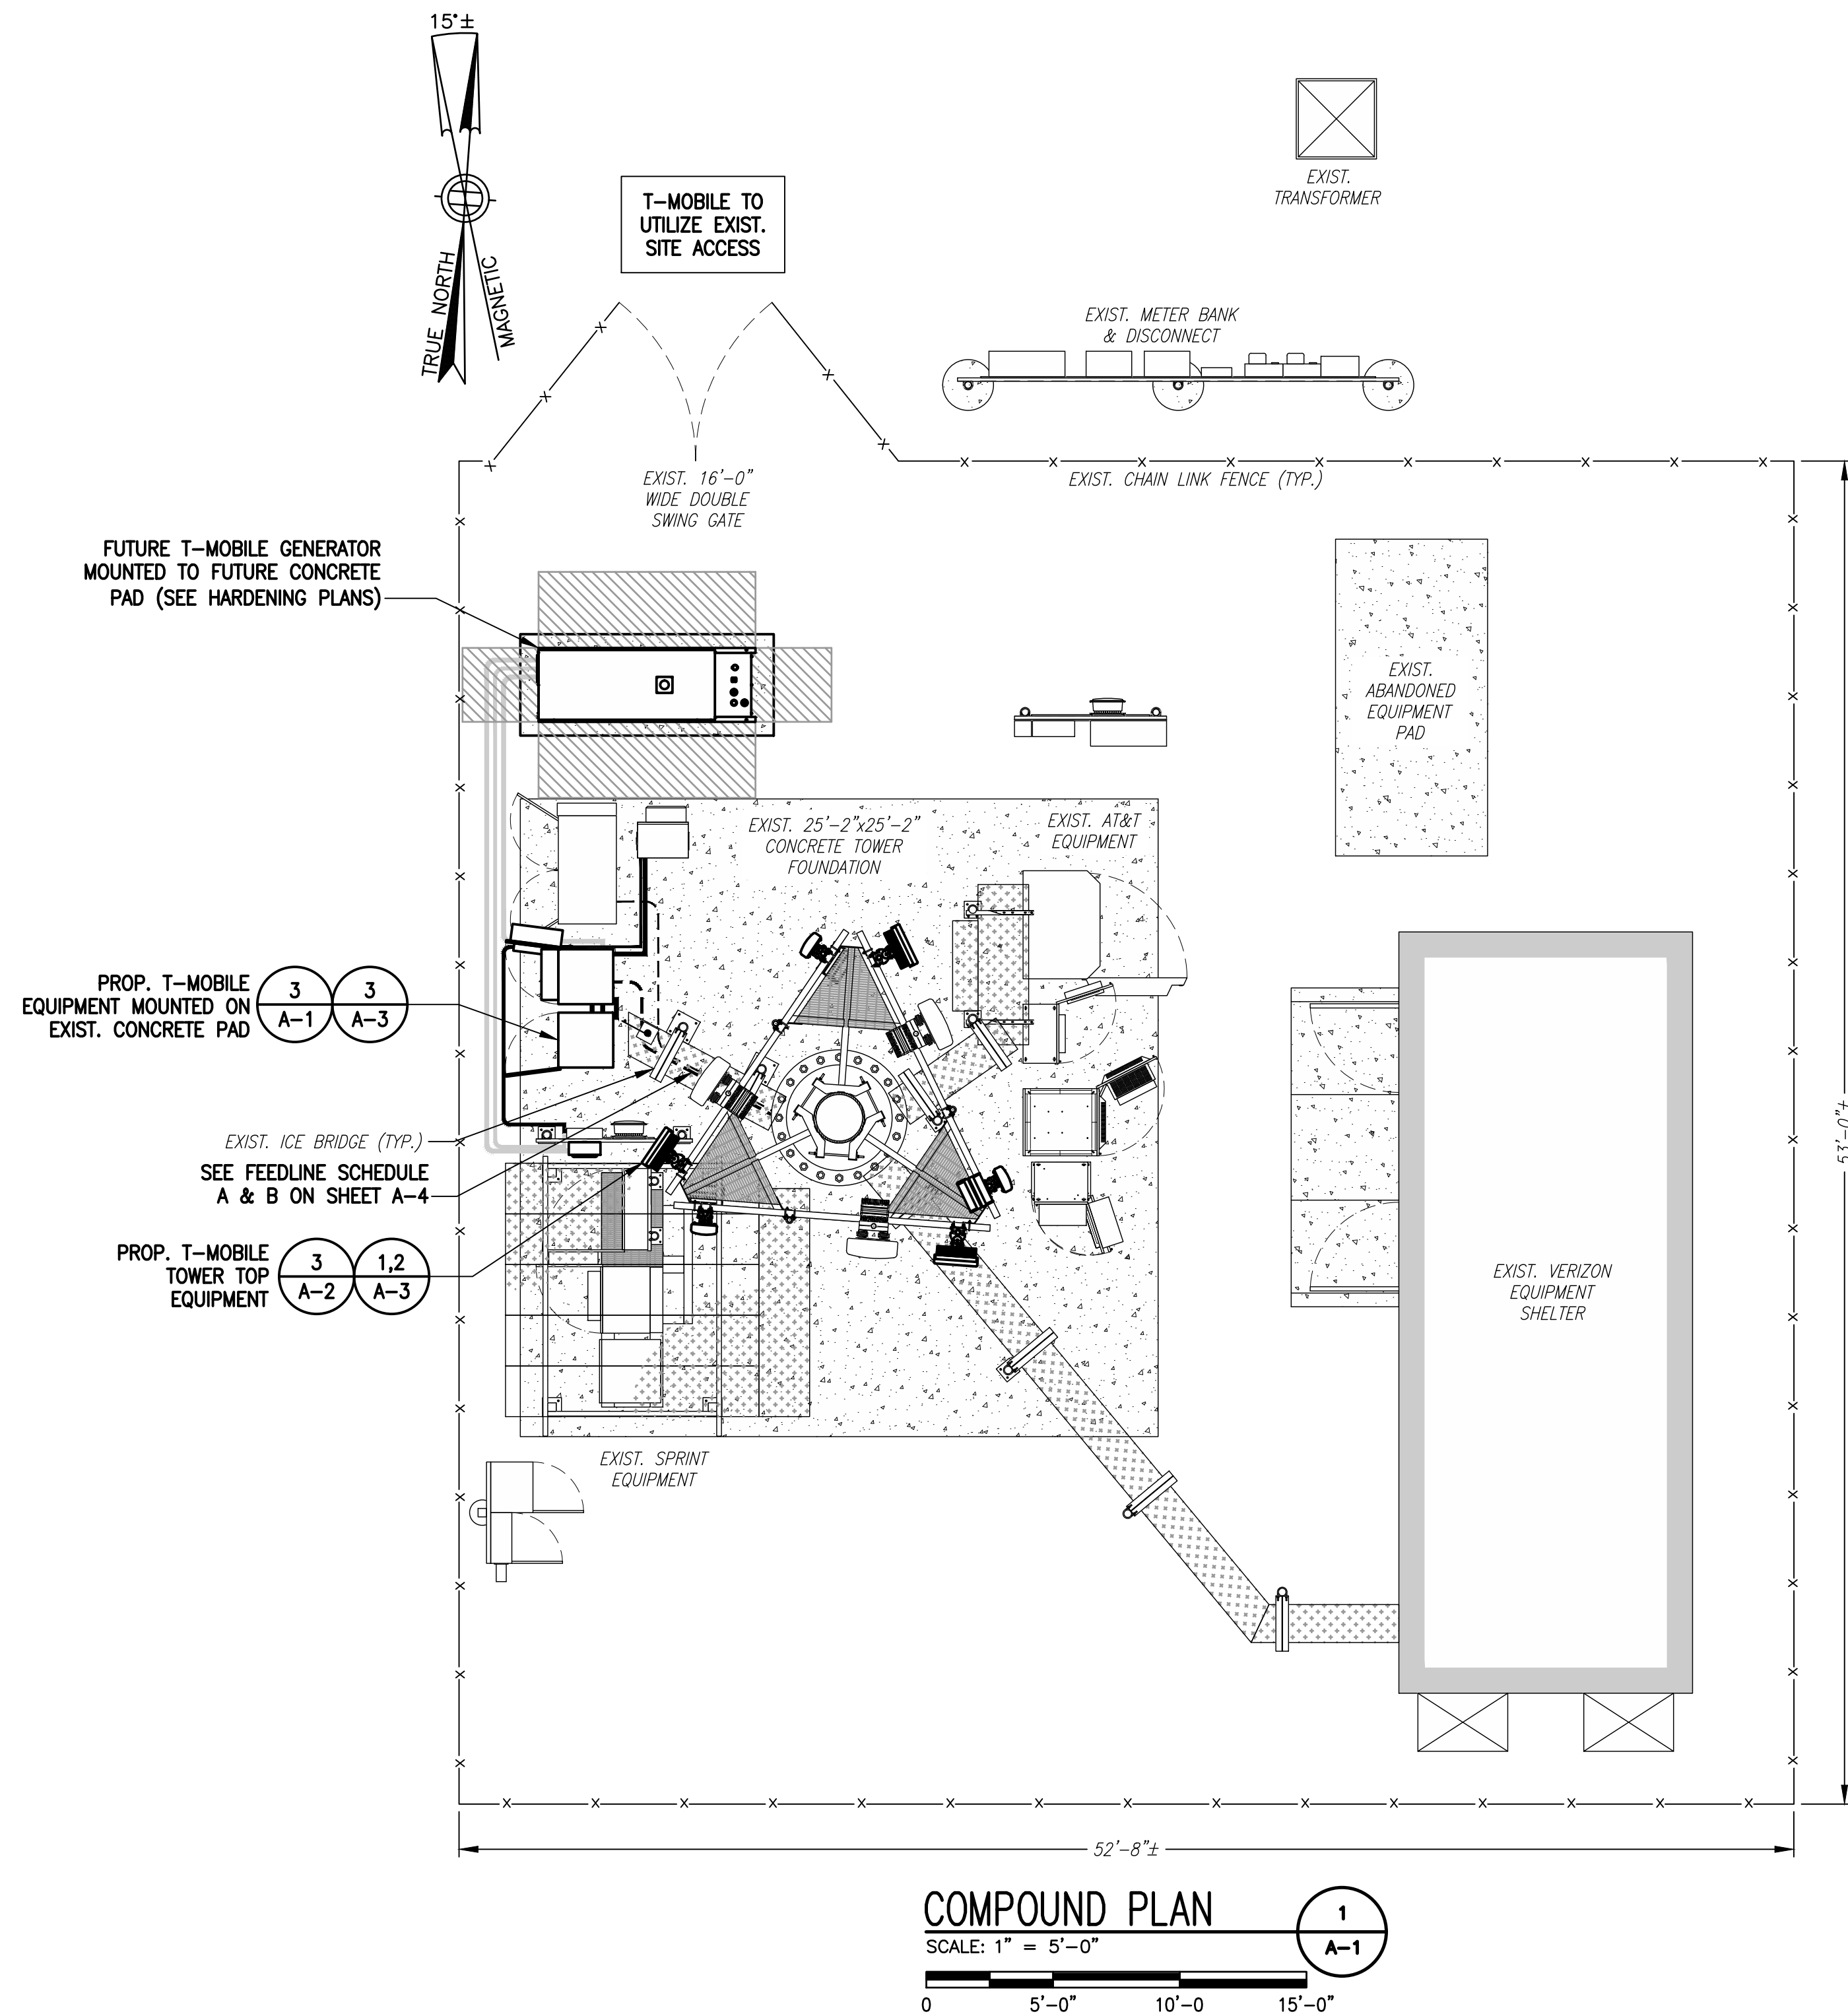 15°±
TRUE NORTH
MAGNETIC
T-MOBILE TO
UTILIZE EXIST.
SITE ACCESS
EXIST.
TRANSFORMER
EXIST. METER BANK
& DISCONNECT
EXIST. 16'-0"
WIDE DOUBLE
SWING GATE
EXIST. CHAIN LINK FENCE (TYP.)
FUTURE T-MOBILE GENERATOR
MOUNTED TO FUTURE CONCRETE
PAD (SEE HARDENING PLANS)
EXIST.
ABANDONED
EQUIPMENT
PAD
EXIST. 25'-2"x25'-2"
CONCRETE TOWER
FOUNDATION
EXIST. AT&T
EQUIPMENT
PROP. T-MOBILE
EQUIPMENT MOUNTED ON
EXIST. CONCRETE PAD
3
A-1
3
A-3
EXIST. ICE BRIDGE (TYP.)
SEE FEEDLINE SCHEDULE
A & B ON SHEET A-4
PROP. T-MOBILE
TOWER TOP
EQUIPMENT
3
A-2
1,2
A-3
EXIST. VERIZON
EQUIPMENT
SHELTER
53'-0"±
EXIST. SPRINT
EQUIPMENT
52'-8"±
COMPOUND PLAN
SCALE: 1" = 5'-0"
1
A-1
0 5'-0" 10'-0 15'-0"